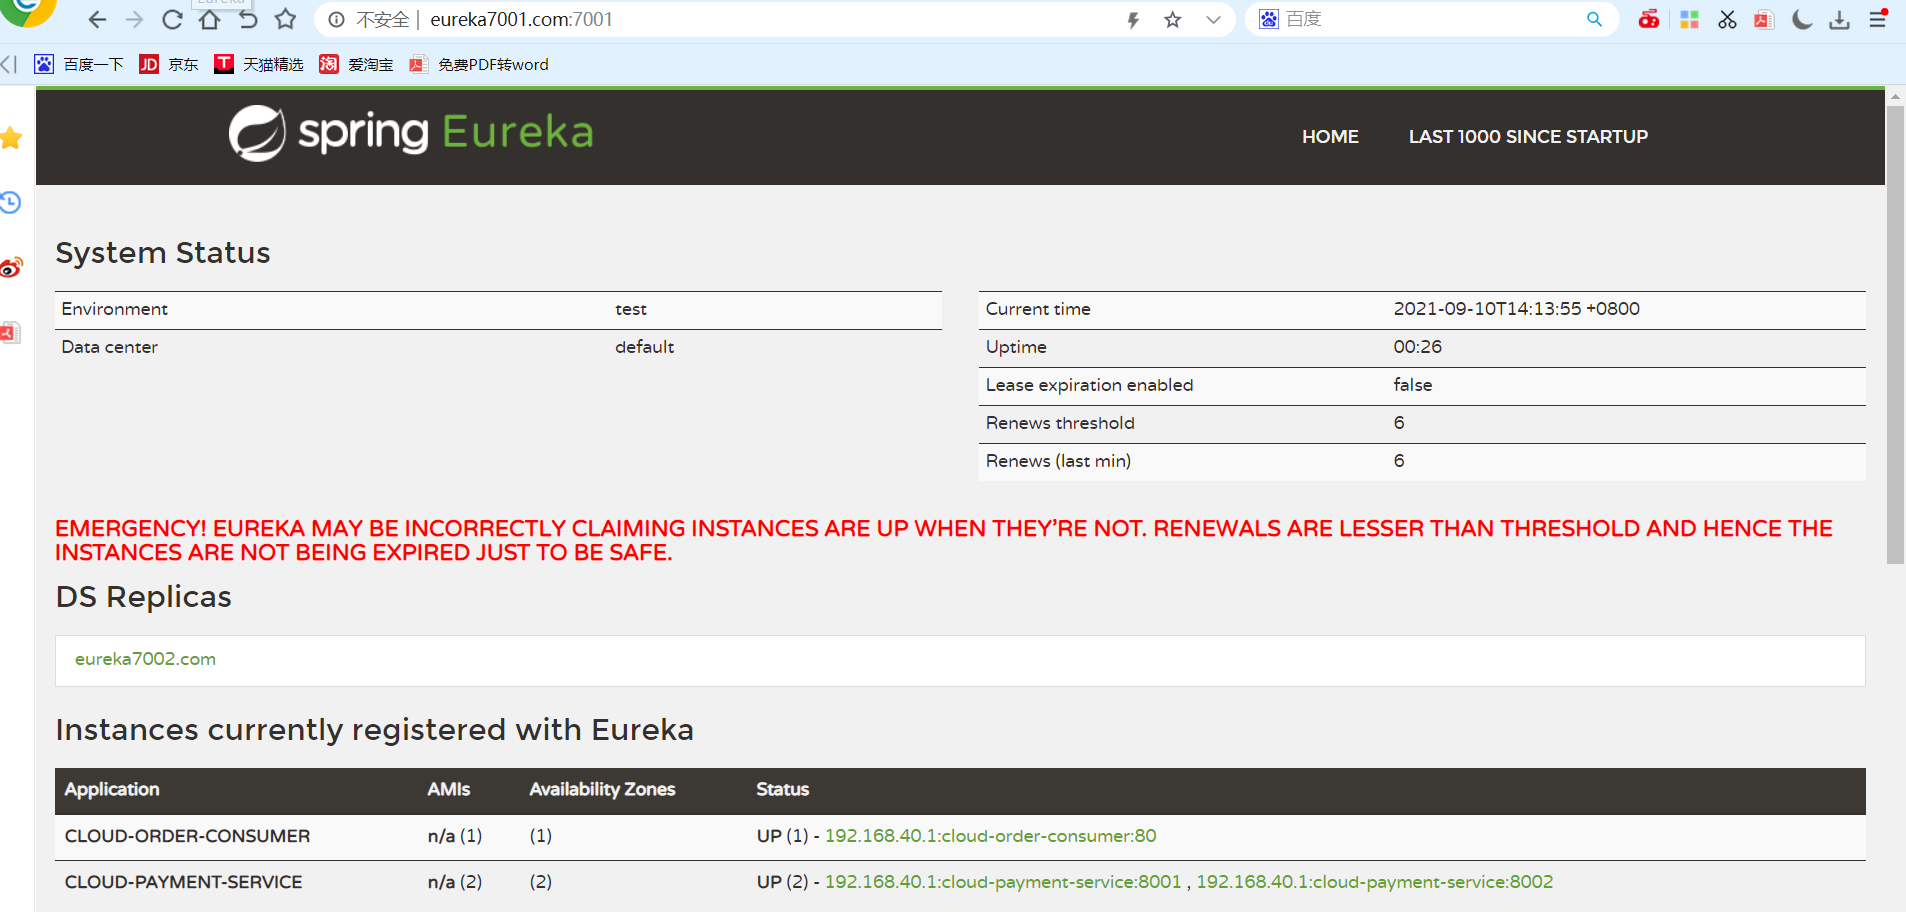 Eureka
不安全 | eureka7001.com:7001
百度
百度一下 JD 京东 T 天猫精选 淘 爱淘宝 免费PDF转word
spring Eureka
HOME LAST 1000 SINCE STARTUP
System Status
Environment test
Data center default
Current time 2021-09-10T14:13:55 +0800
Uptime 00:26
Lease expiration enabled false
Renews threshold 6
Renews (last min) 6
EMERGENCY! EUREKA MAY BE INCORRECTLY CLAIMING INSTANCES ARE UP WHEN THEY'RE NOT. RENEWALS ARE LESSER THAN THRESHOLD AND HENCE THE
INSTANCES ARE NOT BEING EXPIRED JUST TO BE SAFE.
DS Replicas
eureka7002.com
Instances currently registered with Eureka
Application AMIs Availability Zones Status
CLOUD-ORDER-CONSUMER n/a (1) (1) UP (1) - 192.168.40.1:cloud-order-consumer:80
CLOUD-PAYMENT-SERVICE n/a (2) (2) UP (2) - 192.168.40.1:cloud-payment-service:8001 , 192.168.40.1:cloud-payment-service:8002